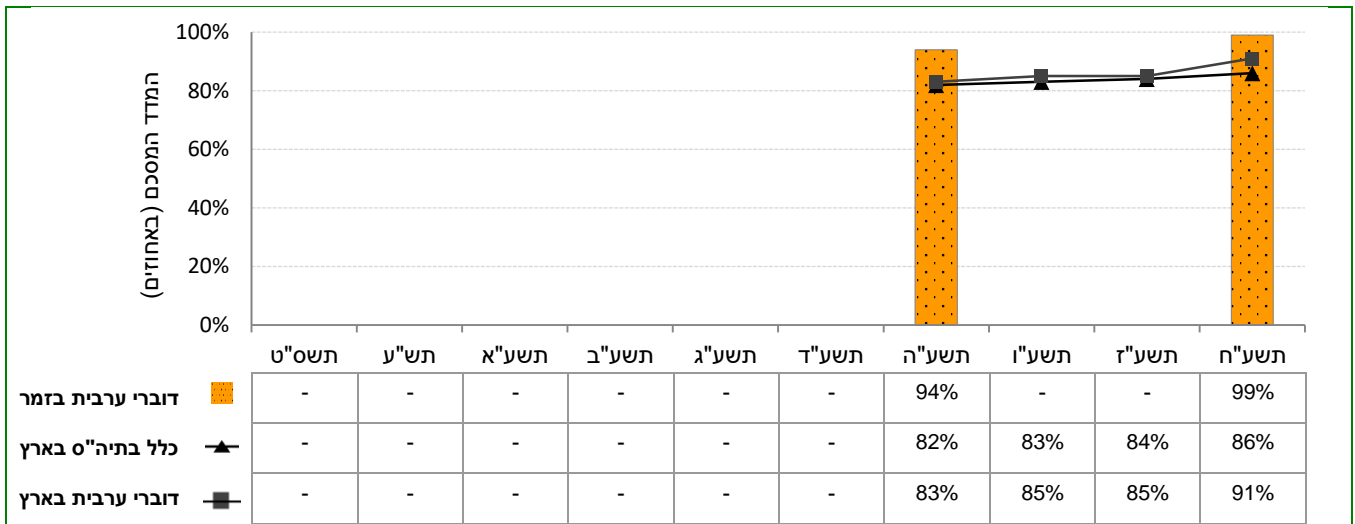 100%
80%
60%
40%
20%
0%
המדד המסכם (באחוזים)
תשס"ט תש"ע תשע"א תשע"ב תשע"ג תשע"ד תשע"ה תשע"ו תשע"ז תשע"ח
דוברי ערבית בזמר - - - - - - 94% - - 99%
כלל בתיה"ס בארץ - - - - - - 82% 83% 84% 86%
דוברי ערבית בארץ - - - - - - 83% 85% 85% 91%